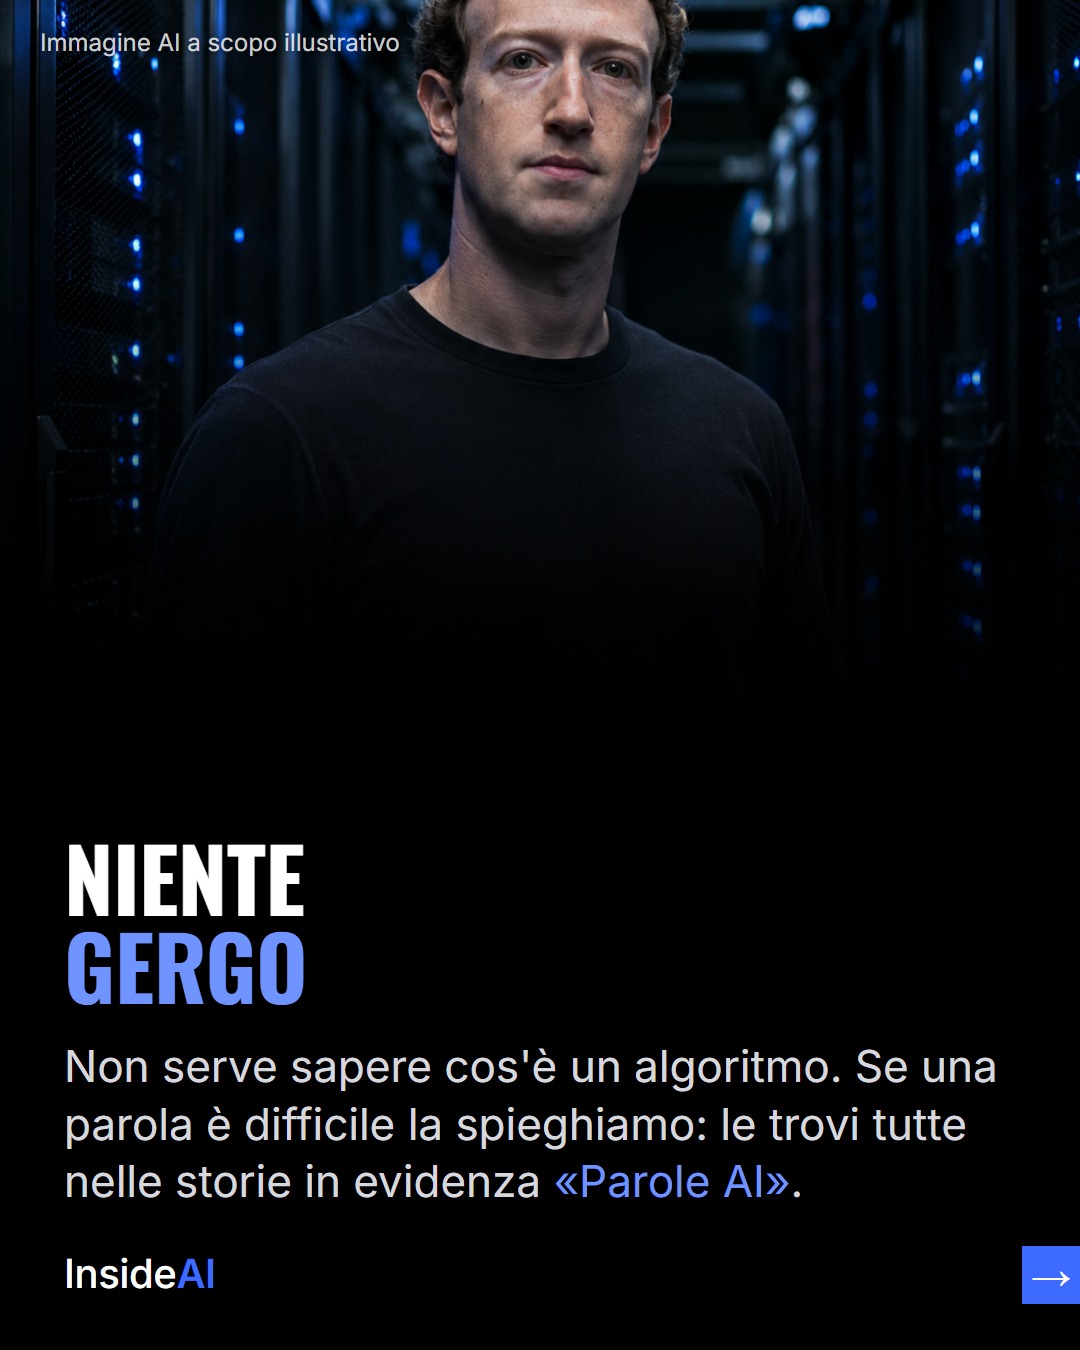 Immagine AI a scopo illustrativo
NIENTE
GERGO
Non serve sapere cos'è un algoritmo. Se una
parola è difficile la spieghiamo: le trovi tutte
nelle storie in evidenza «Parole AI».
InsideAI
→